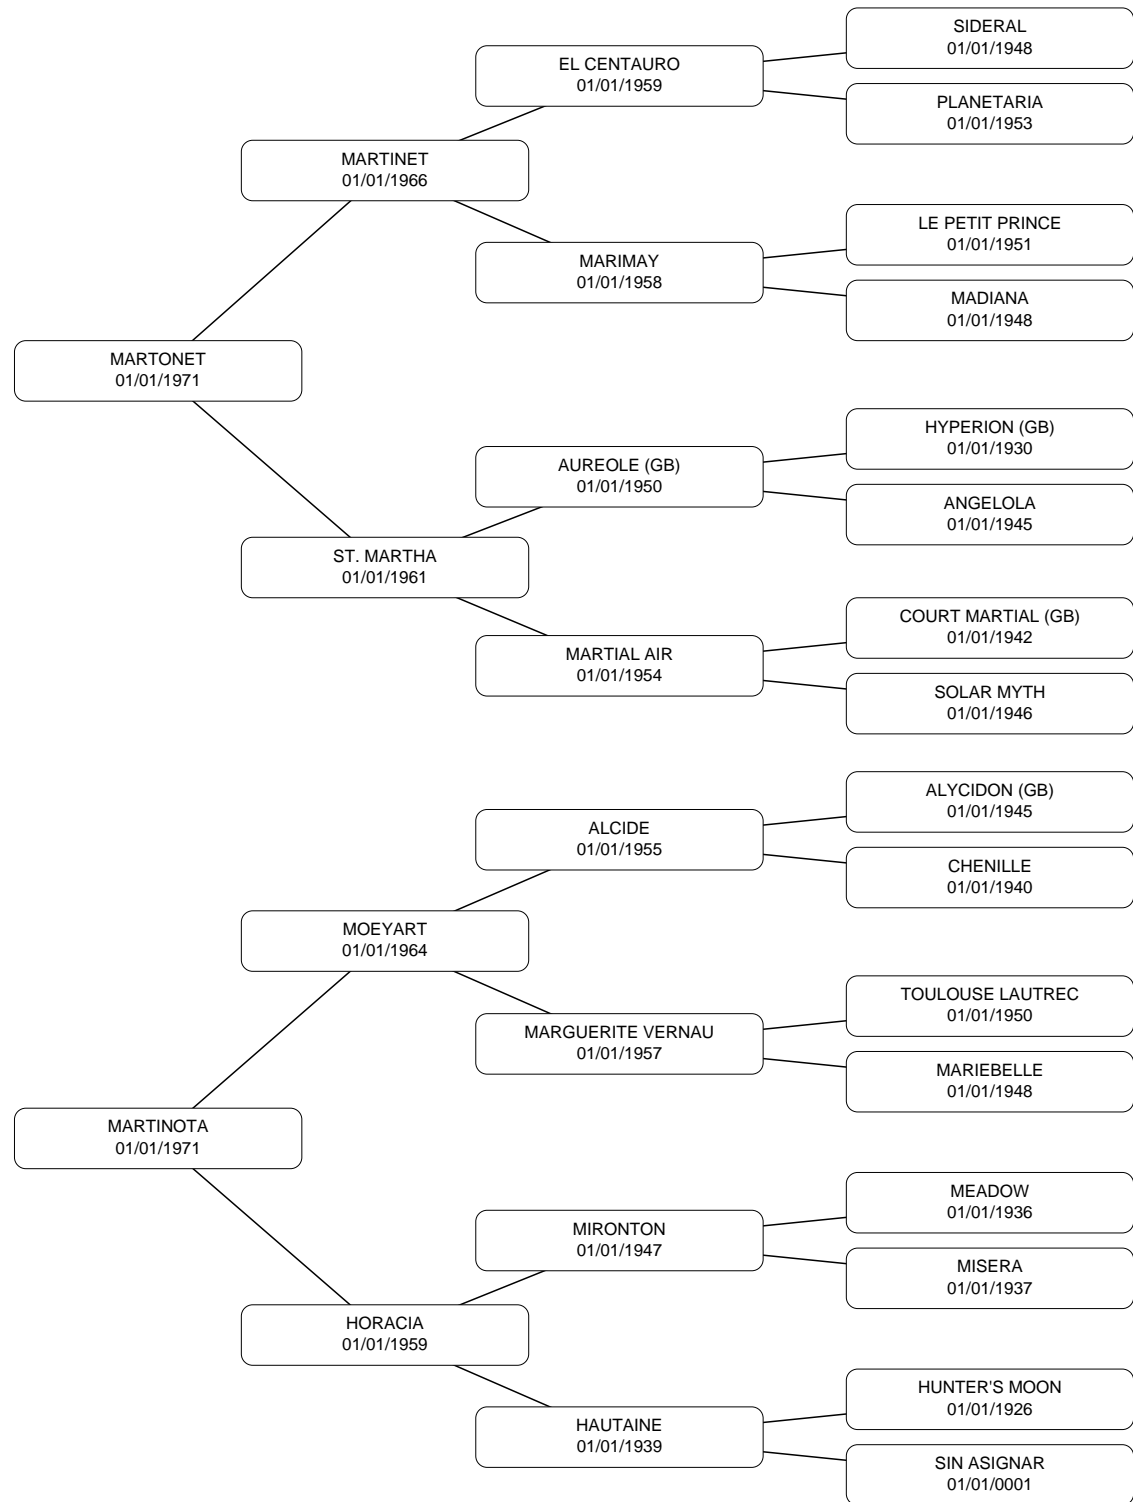 SIDERAL
01/01/1948
EL CENTAURO
01/01/1959
PLANETARIA
01/01/1953
MARTINET
01/01/1966
LE PETIT PRINCE
01/01/1951
MARIMAY
01/01/1958
MADIANA
01/01/1948
MARTONET
01/01/1971
HYPERION (GB)
01/01/1930
AUREOLE (GB)
01/01/1950
ANGELOLA
01/01/1945
ST. MARTHA
01/01/1961
COURT MARTIAL (GB)
01/01/1942
MARTIAL AIR
01/01/1954
SOLAR MYTH
01/01/1946
ALYCIDON (GB)
01/01/1945
ALCIDE
01/01/1955
CHENILLE
01/01/1940
MOEYART
01/01/1964
TOULOUSE LAUTREC
01/01/1950
MARGUERITE VERNAU
01/01/1957
MARIEBELLE
01/01/1948
MARTINOTA
01/01/1971
MEADOW
01/01/1936
MIRONTON
01/01/1947
MISERA
01/01/1937
HORACIA
01/01/1959
HUNTER'S MOON
01/01/1926
HAUTAINE
01/01/1939
SIN ASIGNAR
01/01/0001